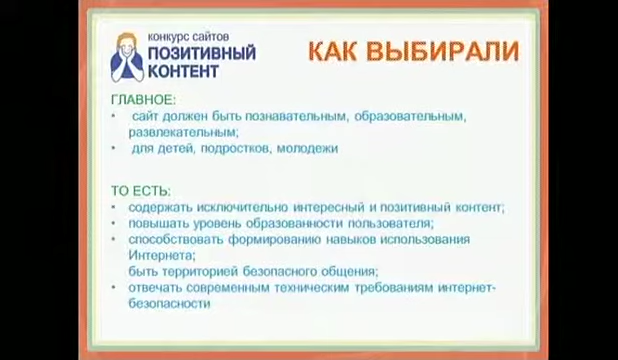 конкурс сайтов
ПОЗИТИВНЫЙ
КОНТЕНТ
КАК ВЫБИРАЛИ
ГЛАВНОЕ:
• сайт должен быть познавательным, образовательным,
развлекательным;
• для детей, подростков, молодежи
ТО ЕСТЬ:
• содержать исключительно интересный и позитивный контент;
• повышать уровень образованности пользователя;
• способствовать формированию навыков использования
Интернета;
быть территорией безопасного общения;
• отвечать современным техническим требованиям интернет-
безопасности